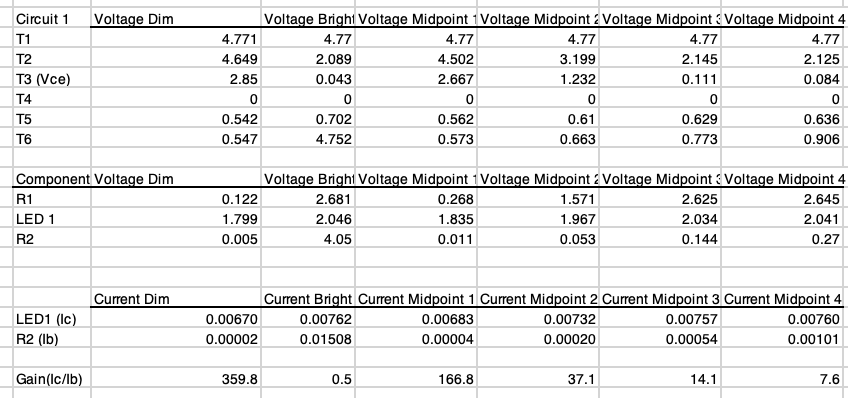 Circuit 1 Voltage Dim Voltage Bright Voltage Midpoint 1 Voltage Midpoint 2 Voltage Midpoint 3 Voltage Midpoint 4
T1 4.771 4.77 4.77 4.77 4.77 4.77
T2 4.649 2.089 4.502 3.199 2.145 2.125
T3 (Vce) 2.85 0.043 2.667 1.232 0.111 0.084
T4 0 0 0 0 0 0
T5 0.542 0.702 0.562 0.61 0.629 0.636
T6 0.547 4.752 0.573 0.663 0.773 0.906
Component Voltage Dim Voltage Bright Voltage Midpoint 1 Voltage Midpoint 2 Voltage Midpoint 3 Voltage Midpoint 4
R1 0.122 2.681 0.268 1.571 2.625 2.645
LED 1 1.799 2.046 1.835 1.967 2.034 2.041
R2 0.005 4.05 0.011 0.053 0.144 0.27
Current Dim Current Bright Current Midpoint 1 Current Midpoint 2 Current Midpoint 3 Current Midpoint 4
LED1 (Ic) 0.00670 0.00762 0.00683 0.00732 0.00757 0.00760
R2 (Ib) 0.00002 0.01508 0.00004 0.00020 0.00054 0.00101
Gain(Ic/Ib) 359.8 0.5 166.8 37.1 14.1 7.6